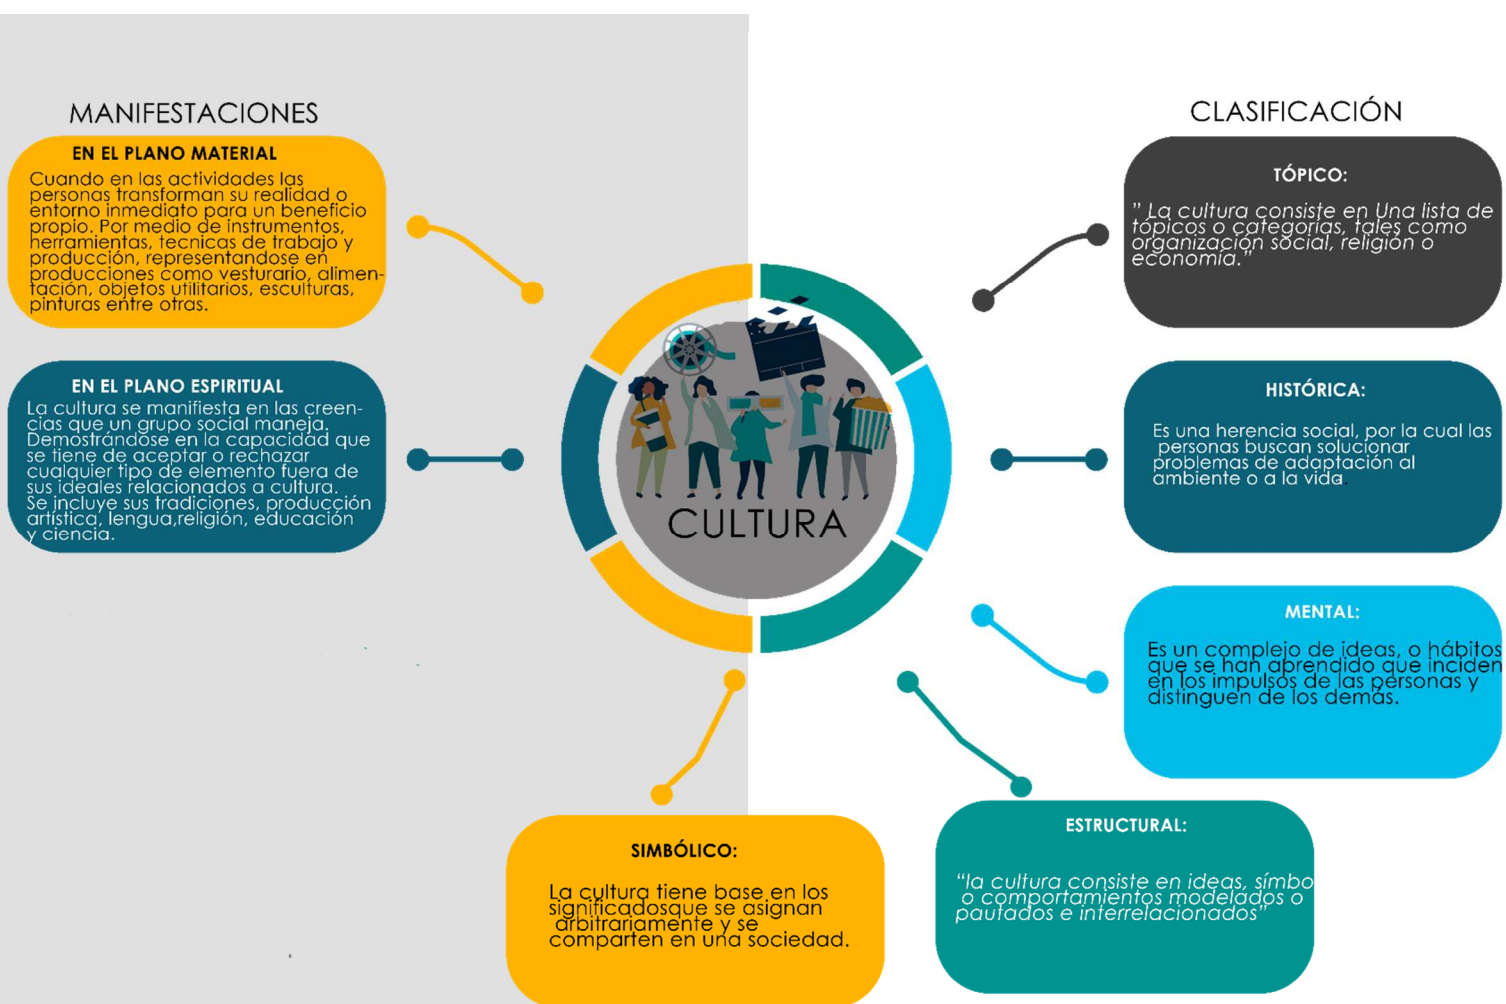 MANIFESTACIONES
EN EL PLANO MATERIAL
Cuando en las actividades las
personas transforman su realidad o
entorno inmediato para un beneficio
propio. Por medio de instrumentos,
herramientas, tecnicas de trabajo y
producción, representandose en
producciones como vesturario, alimen-
tación, objetos utilitarios, esculturas,
pinturas entre otras.
EN EL PLANO ESPIRITUAL
La cultura se manifiesta en las creen-
cias que un grupo social maneja.
Demostrándose en la capacidad que
se tiene de aceptar o rechazar
cualquier tipo de elemento fuera de
sus ideales relacionados a cultura.
Se incluye sus tradiciones, producción
artística, lengua,religión, educación
y ciencia.
CULTURA
CLASIFICACIÓN
TÓPICO:
" La cultura consiste en Una lista de
tópicos o categorías, tales como
organización social, religión o
economía."
HISTÓRICA:
Es una herencia social, por la cual las
personas buscan solucionar
problemas de adaptación al
ambiente o a la vida.
MENTAL:
Es un complejo de ideas, o hábitos
que se han aprendido que inciden
en los impulsos de las personas y
distinguen de los demás.
ESTRUCTURAL:
“la cultura consiste en ideas, símbo
o comportamientos modelados o
pautados e interrelacionados”
SIMBÓLICO:
La cultura tiene base en los
significadosque se asignan
arbitrariamente y se
comparten en una sociedad.